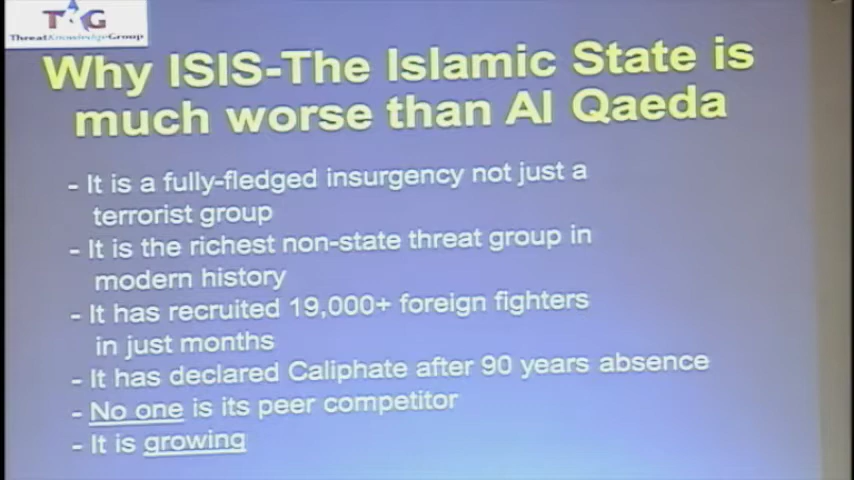 TKG
ThreatKnowledgeGroup
Why ISIS-The Islamic State is
much worse than Al Qaeda
- It is a fully-fledged insurgency not just a
terrorist group
- It is the richest non-state threat group in
modern history
- It has recruited 19,000+ foreign fighters
in just months
- It has declared Caliphate after 90 years absence
- No one is its peer competitor
- It is growing